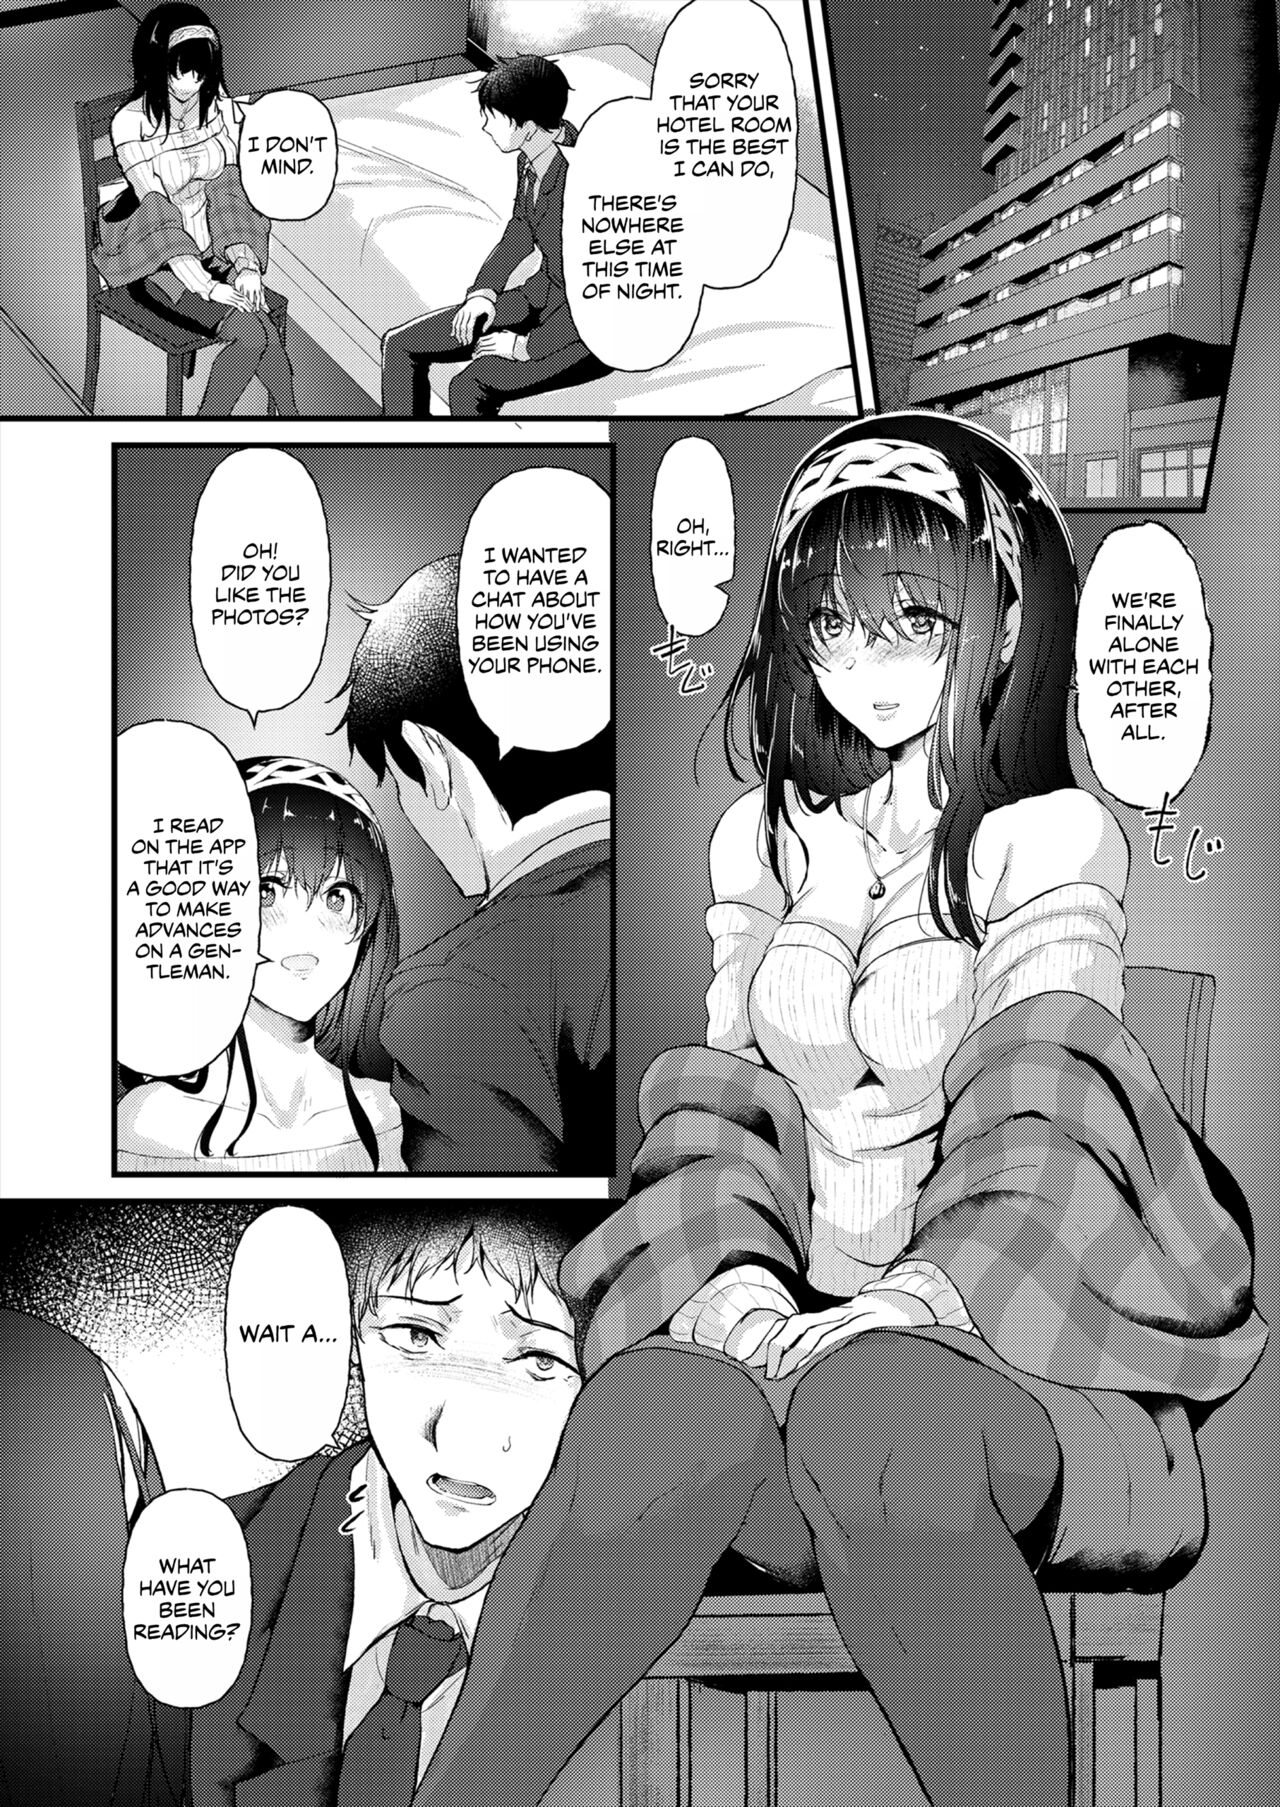 SORRY
THAT YOUR
HOTEL ROOM
IS THE BEST
I CAN DO,
THERE'S
NOWHERE
ELSE AT
THIS TIME
OF NIGHT.
I DON'T
MIND.
WE'RE
FINALLY
ALONE
WITH EACH
OTHER,
AFTER
ALL.
もじ
OH,
RIGHT...
もじ
I WANTED
TO HAVE A
CHAT ABOUT
HOW YOU'VE
BEEN USING
YOUR PHONE.
OH!
DID YOU
LIKE THE
PHOTOS?
I READ
ON THE APP
THAT IT'S
A GOOD WAY
TO MAKE
ADVANCES
ON A GEN-
TLEMAN.
WAIT A...
WHAT
HAVE YOU
BEEN
READING?